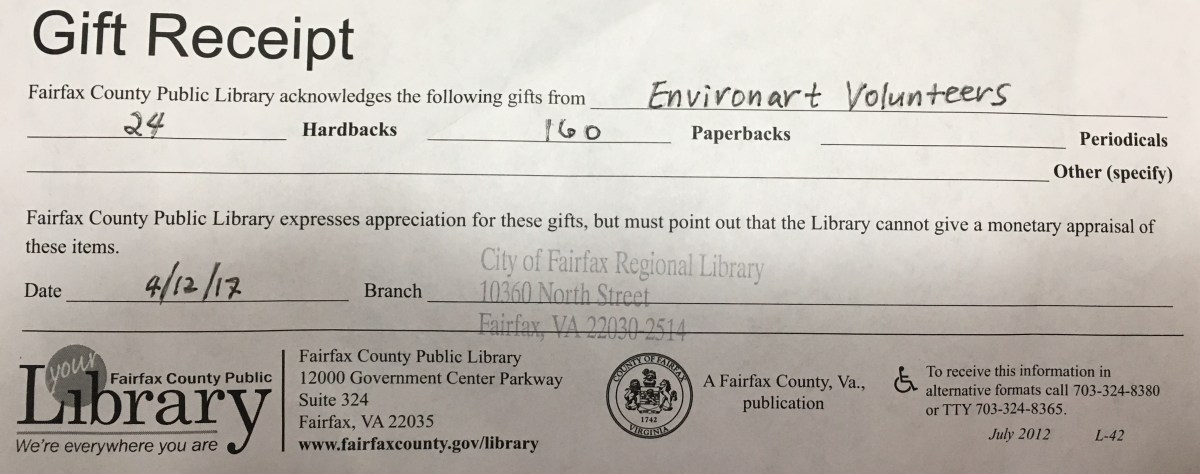 Gift Receipt
Fairfax County Public Library acknowledges the following gifts from Environart Volunteers
24 Hardbacks 160 Paperbacks Periodicals
Other (specify)
Fairfax County Public Library expresses appreciation for these gifts, but must point out that the Library cannot give a monetary appraisal of
these items.
City of Fairfax Regional Library
Date 4/12/17 Branch 10360 North Street
Fairfax, VA 22030-2514
your
Fairfax County Public
Library
We're everywhere you are
Fairfax County Public Library
12000 Government Center Parkway
Suite 324
Fairfax, VA 22035
www.fairfaxcounty.gov/library
COUNTY OF FAIRFAX
1742
VIRGINIA
A Fairfax County, Va.,
publication
To receive this information in
alternative formats call 703-324-8380
or TTY 703-324-8365.
July 2012 L-42